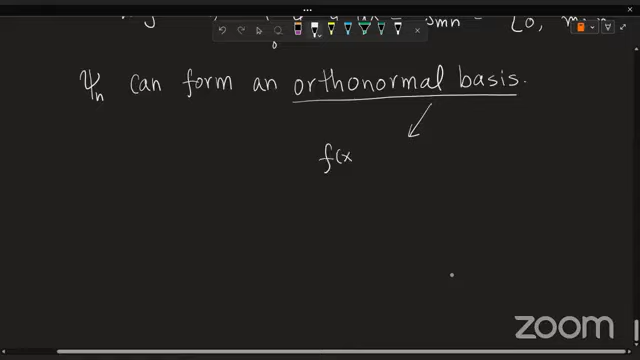 ψn can form an orthonormal basis.
f(x
zoom